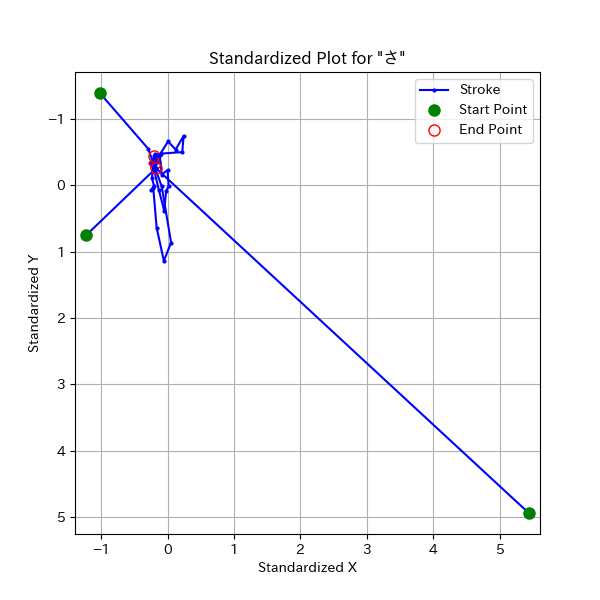 Standardized Plot for "さ"
Stroke
Start Point
End Point
−1
0
1
2
3
4
5
Standardized Y
−1 0 1 2 3 4 5
Standardized X